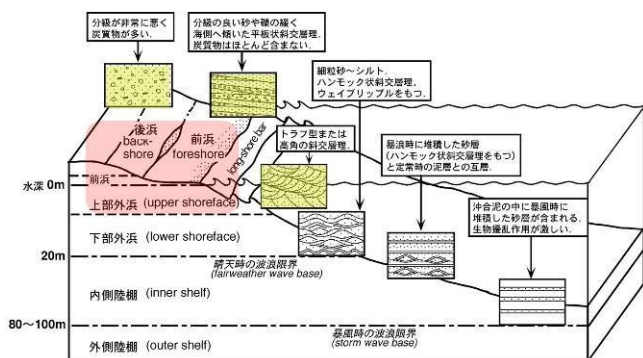 分級が非常に悪く
炭質物が多い．
分級の良い砂や礫の緩く
海側へ傾いた平板状斜交層理．
炭質物はほとんど含まない．
細粒砂〜シルト．
ハンモック状斜交層理，
ウェイブリップルをもつ．
トラフ型または
高角の斜交層理．
暴浪時に堆積した砂層
（ハンモック状斜交層理をもつ）
と定常時の泥層との互層．
沖合泥の中に暴風時に
堆積した砂層が含まれる．
生物擾乱作用が激しい．
後浜
back-
shore
前浜
foreshore
long-shore bar
前浜
水深 0m
上部外浜 (upper shoreface)
下部外浜 (lower shoreface)
20m
晴天時の波浪限界
(fairweather wave base)
内側陸棚 (inner shelf)
80〜100m
暴風時の波浪限界
(storm wave base)
外側陸棚 (outer shelf)